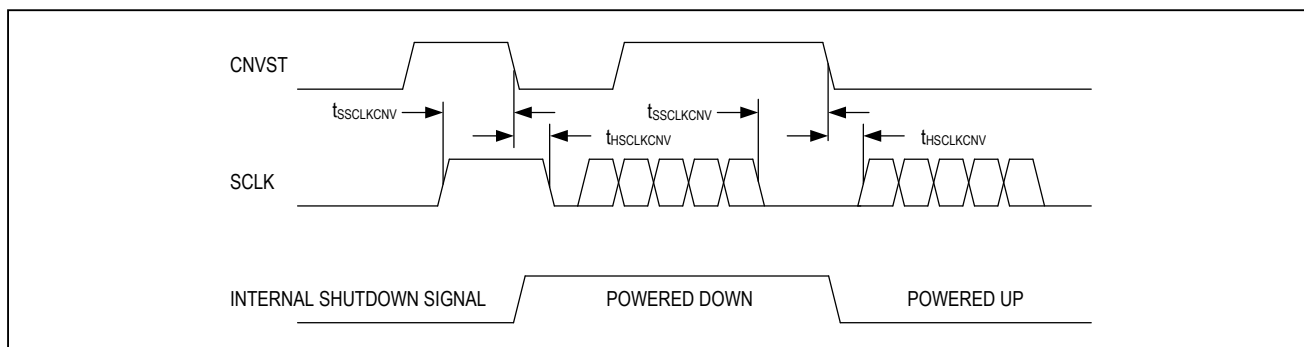 CNVST
tSSCLKCNV
tSSCLKCNV
tHSCLKCNV
tHSCLKCNV
SCLK
INTERNAL SHUTDOWN SIGNAL
POWERED DOWN
POWERED UP